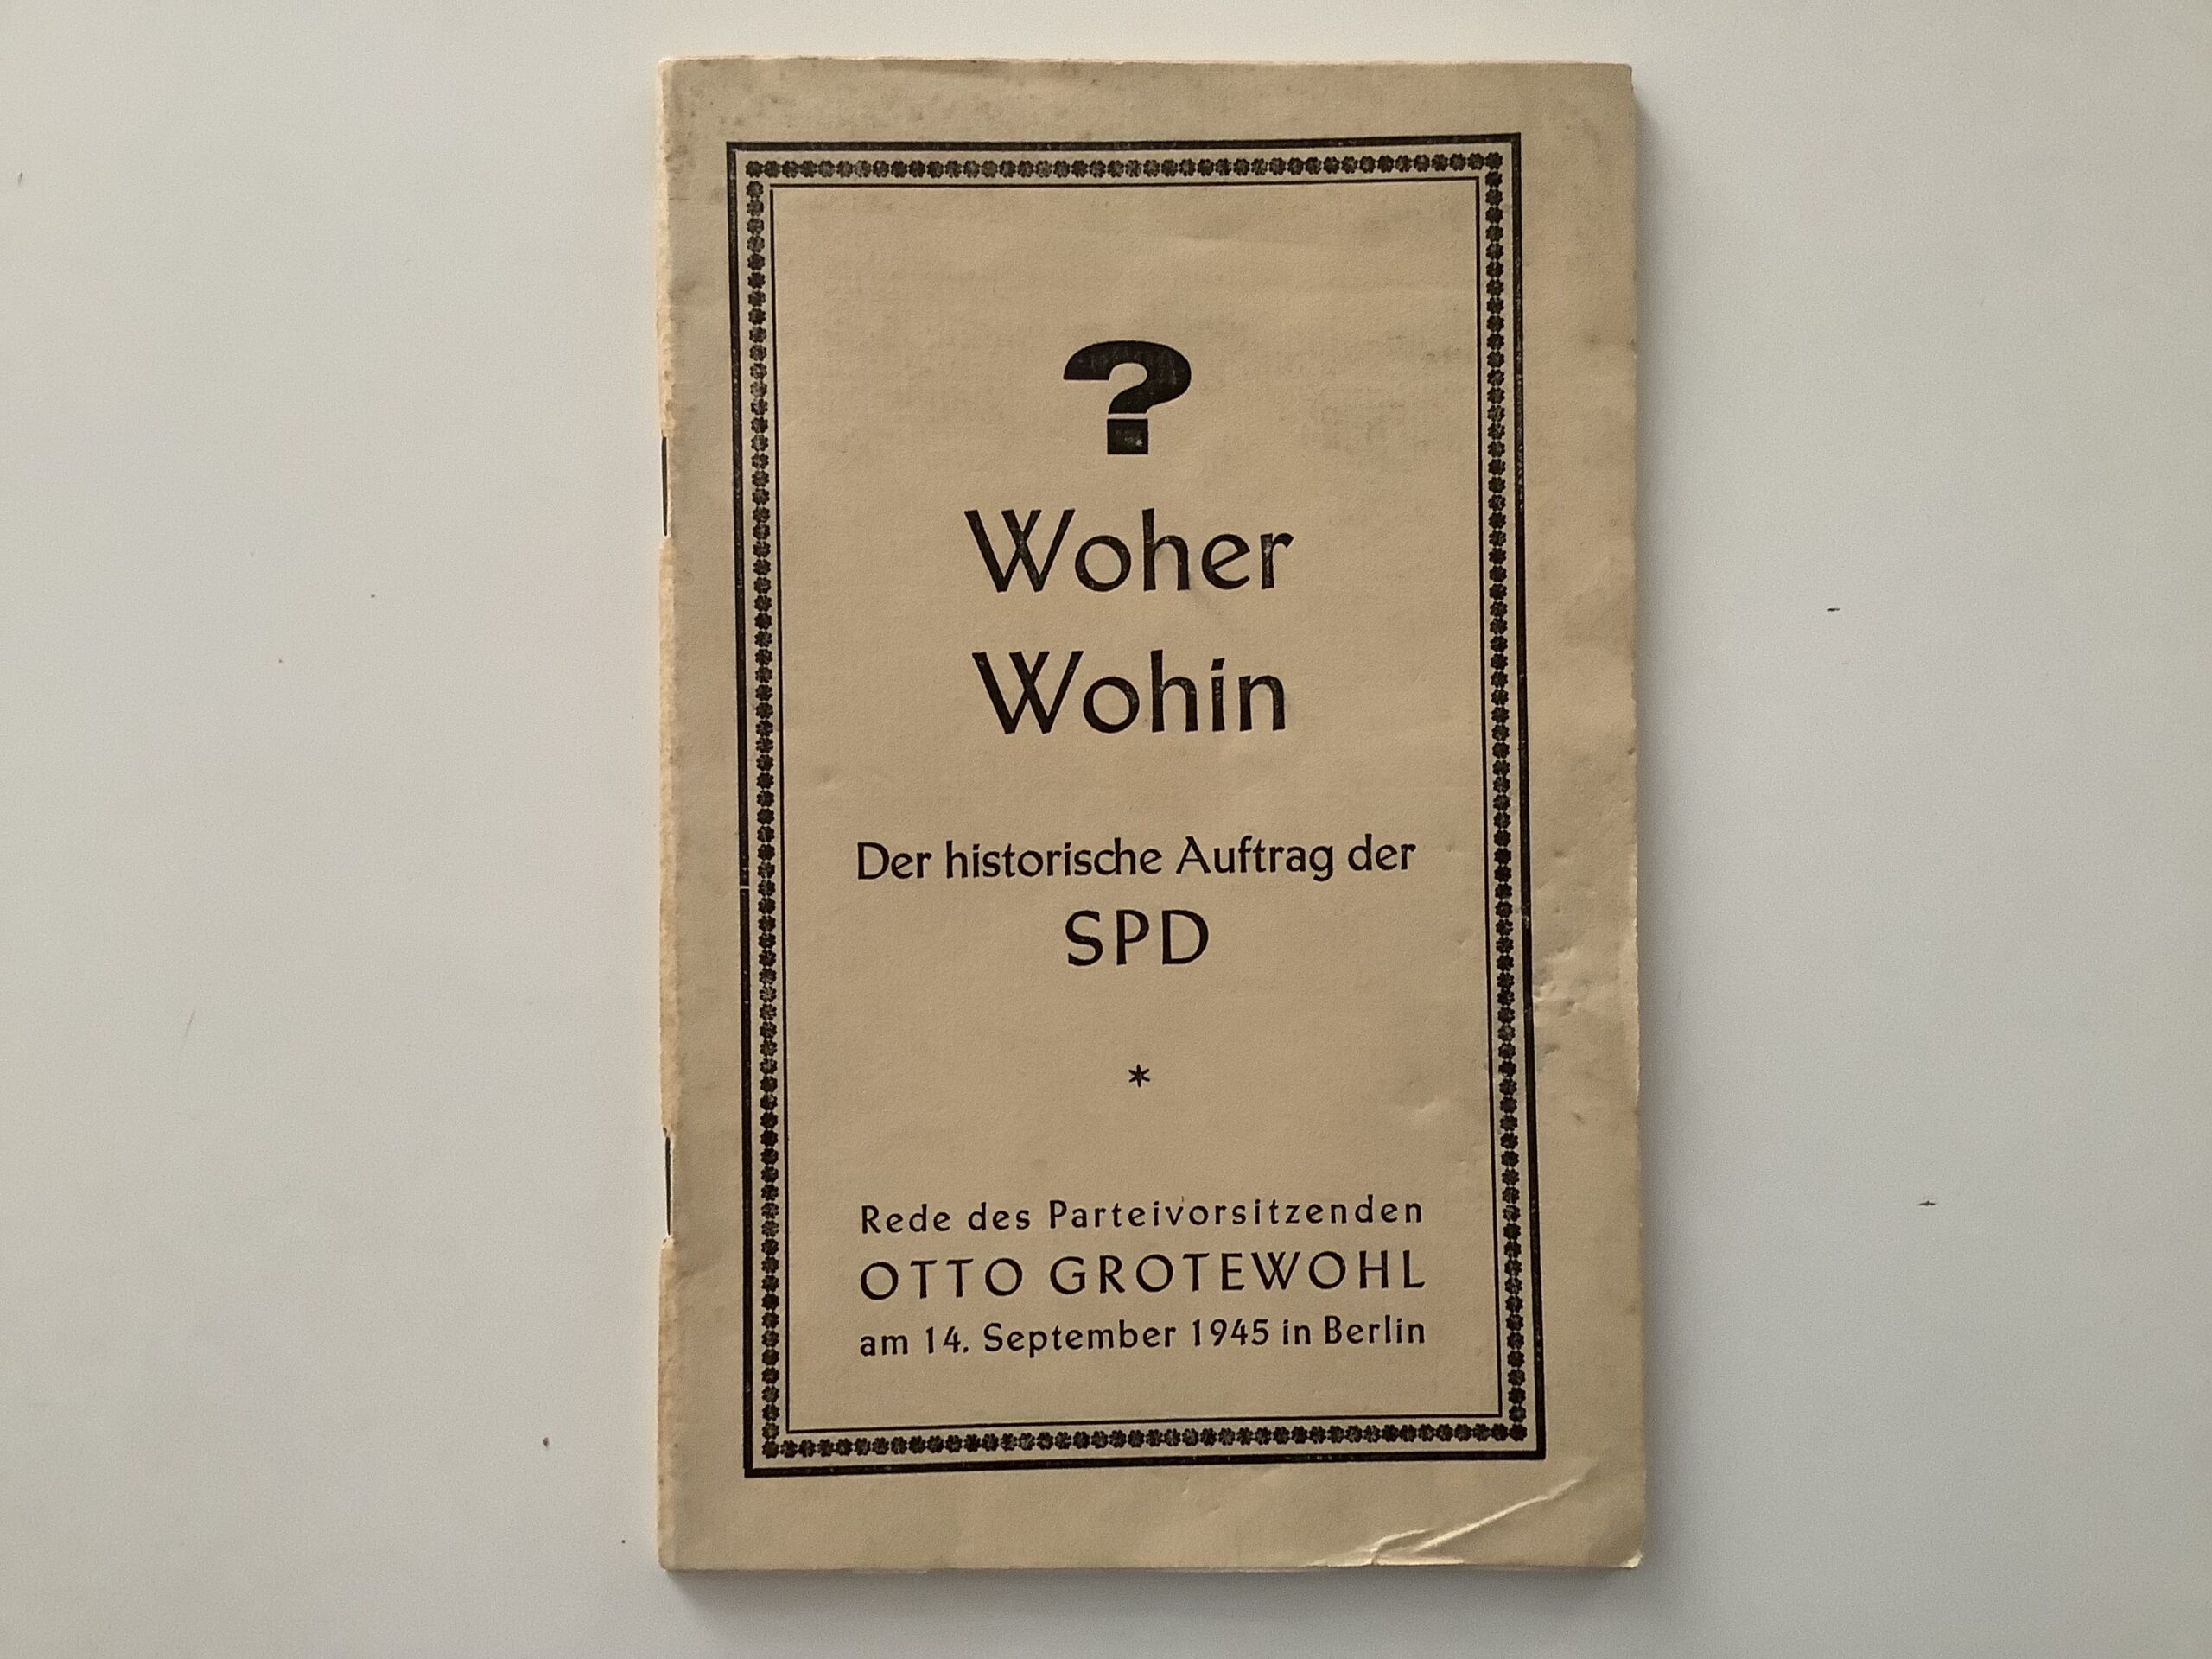 ?
Woher
Wohin
Der historische Auftrag der
SPD
*
Rede des Parteivorsitzenden
OTTO GROTEWOHL
am 14. September 1945 in Berlin